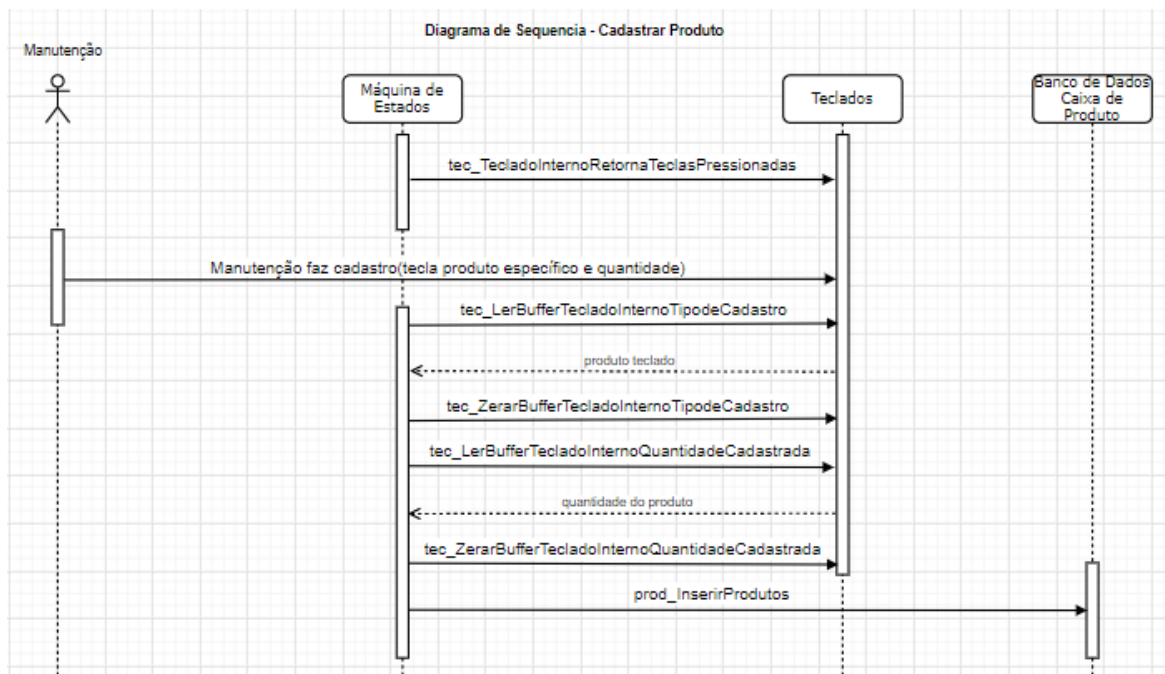 Diagrama de Sequencia - Cadastrar Produto
Manutenção
Máquina de
Estados
Teclados
Banco de Dados
Caixa de
Produto
tec_TecladoInternoRetornaTeclasPressionadas
Manutenção faz cadastro(tecla produto específico e quantidade)
tec_LerBufferTecladoInternoTipodeCadastro
produto teclado
tec_ZerarBufferTecladoInternoTipodeCadastro
tec_LerBufferTecladoInternoQuantidadeCadastrada
quantidade do produto
tec_ZerarBufferTecladoInternoQuantidadeCadastrada
prod_InserirProdutos